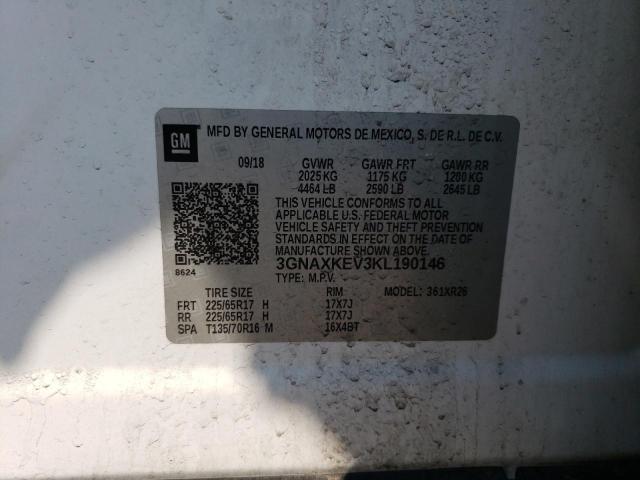 GM
MFD BY GENERAL MOTORS DE MEXICO, S. DE R.L. DE C.V.
09/18 GVWR GAWR FRT GAWR RR
2025 KG 1175 KG 1200 KG
4464 LB 2590 LB 2645 LB
THIS VEHICLE CONFORMS TO ALL
APPLICABLE U.S. FEDERAL MOTOR
VEHICLE SAFETY AND THEFT PREVENTION
STANDARDS IN EFFECT ON THE DATE OF
MANUFACTURE SHOWN ABOVE.
8624
3GNAXKEV3KL190146
TYPE: M.P.V.
TIRE SIZE RIM MODEL: 361XR26
FRT 225/65R17 H 17X7J
RR 225/65R17 H 17X7J
SPA T135/70R16 M 16X4BT